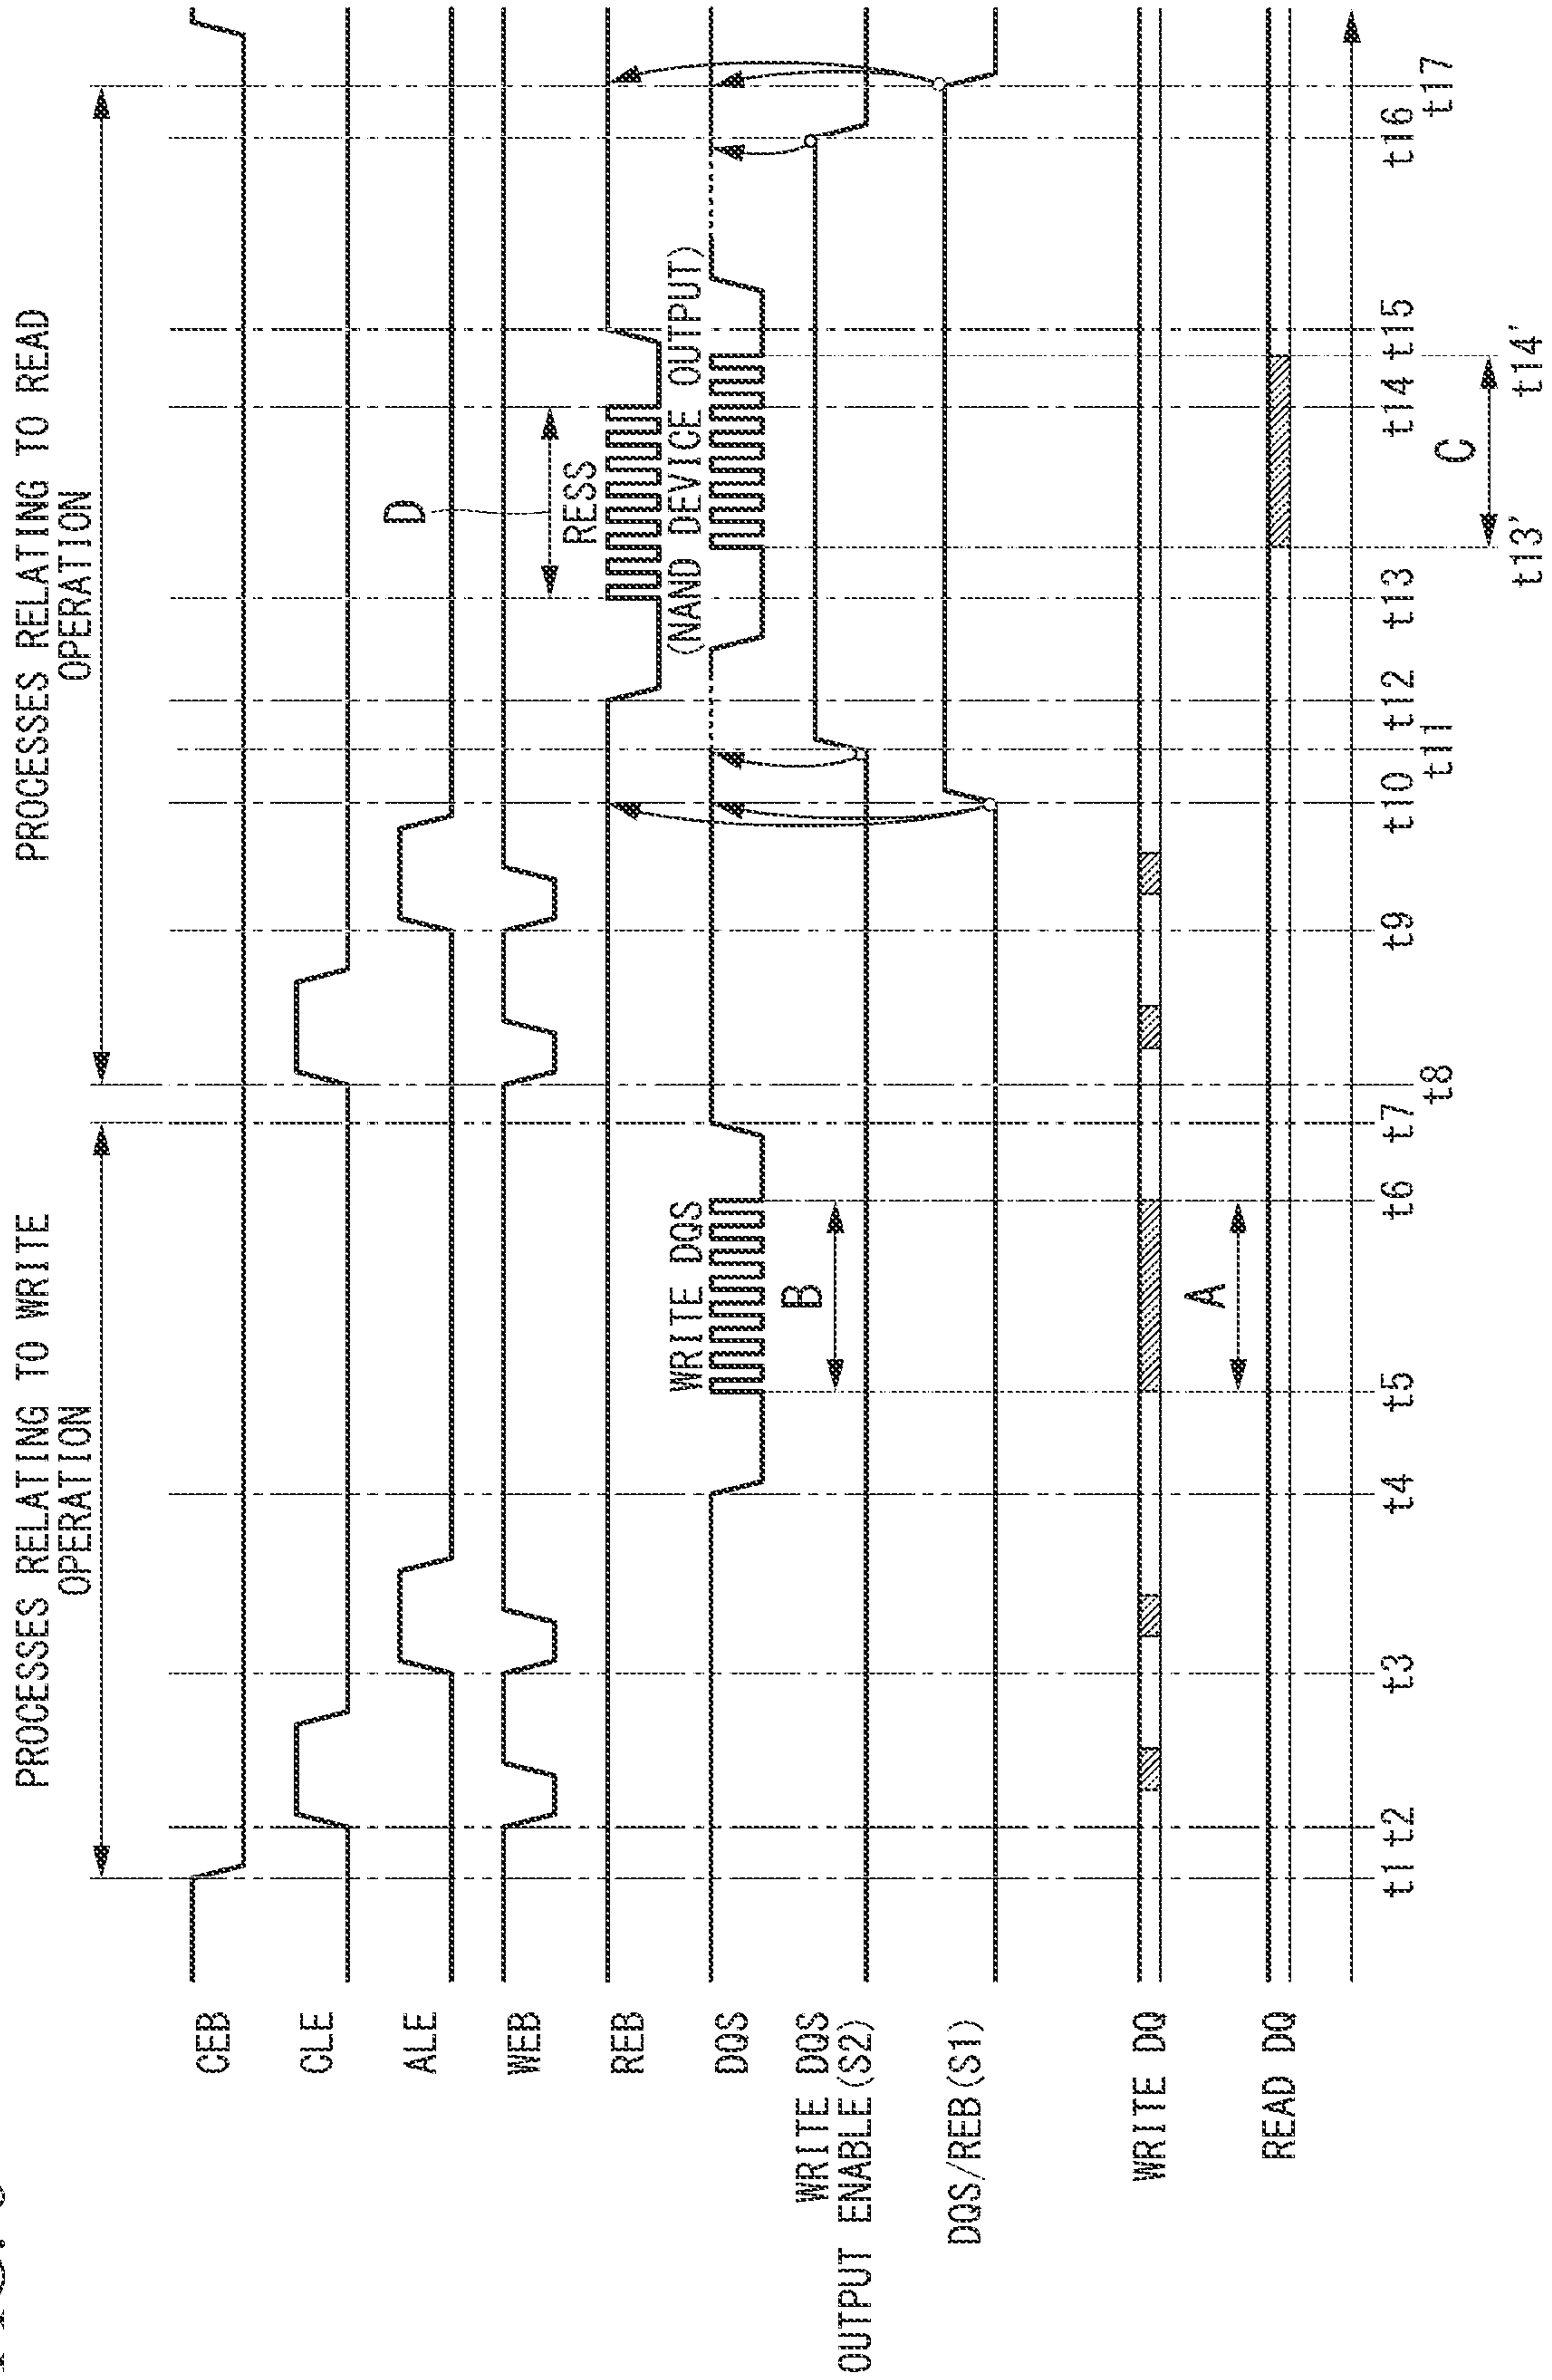 PROCESSES RELATING TO WRITE
OPERATION
PROCESSES RELATING TO READ
OPERATION
CEB
CLE
ALE
WEB
REB
DQS
WRITE DQS
OUTPUT ENABLE(S2)
DQS/REB(S1)
WRITE DQ
READ DQ
D
RESS
WRITE DQS
(NAND DEVICE OUTPUT)
B
A
t1 t2 t3 t4 t5 t6 t7 t9 t10 t12 t13 t14 t15 t16
t8 t11 t17
C
t13' t14'